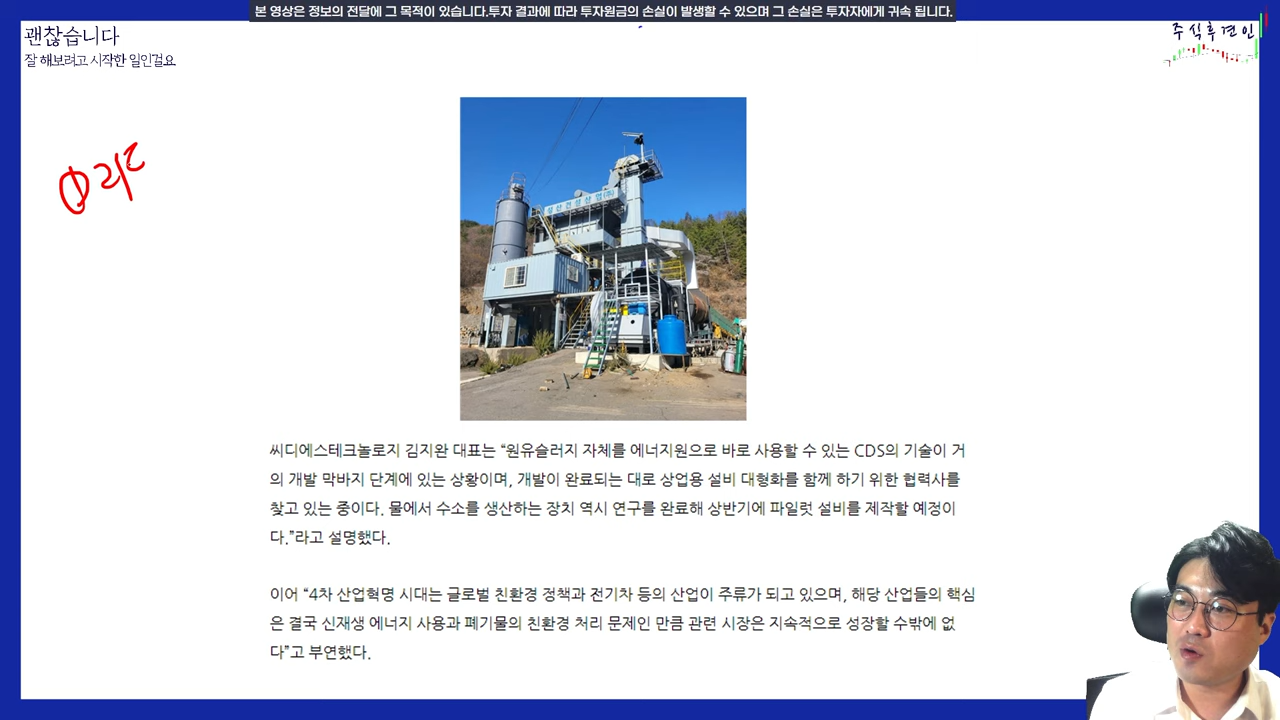 본 영상은 정보의 전달에 그 목적이 있습니다.투자 결과에 따라 투자원금의 손실이 발생할 수 있으며 그 손실은 투자자에게 귀속 됩니다.
괜찮습니다
잘 해보려고 시작한 일인걸요
주식후견인
씨디에스테크놀로지 김지완 대표는 “원유슬러지 자체를 에너지원으로 바로 사용할 수 있는 CDS의 기술이 거
의 개발 막바지 단계에 있는 상황이며, 개발이 완료되는 대로 상업용 설비 대형화를 함께 하기 위한 협력사를
찾고 있는 중이다. 물에서 수소를 생산하는 장치 역시 연구를 완료해 상반기에 파일럿 설비를 제작할 예정이
다.”라고 설명했다.
이어 “4차 산업혁명 시대는 글로벌 친환경 정책과 전기차 등의 산업이 주류가 되고 있으며, 해당 산업들의 핵심
은 결국 신재생 에너지 사용과 폐기물의 친환경 처리 문제인 만큼 관련 시장은 지속적으로 성장할 수밖에 없
다”고 부연했다.